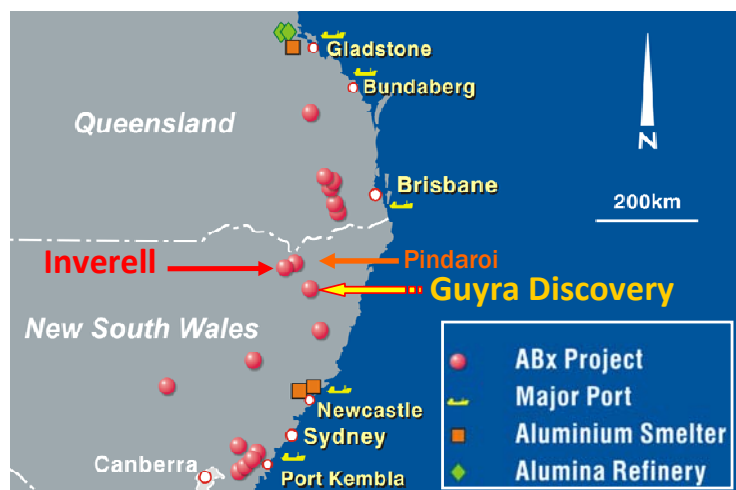 Gladstone
Bundaberg
Queensland
N
Brisbane
200km
Inverell
Pindaroi
Guyra Discovery
New South Wales
ABx Project
Major Port
Newcastle
Aluminium Smelter
Sydney
Canberra
Alumina Refinery
Port Kembla